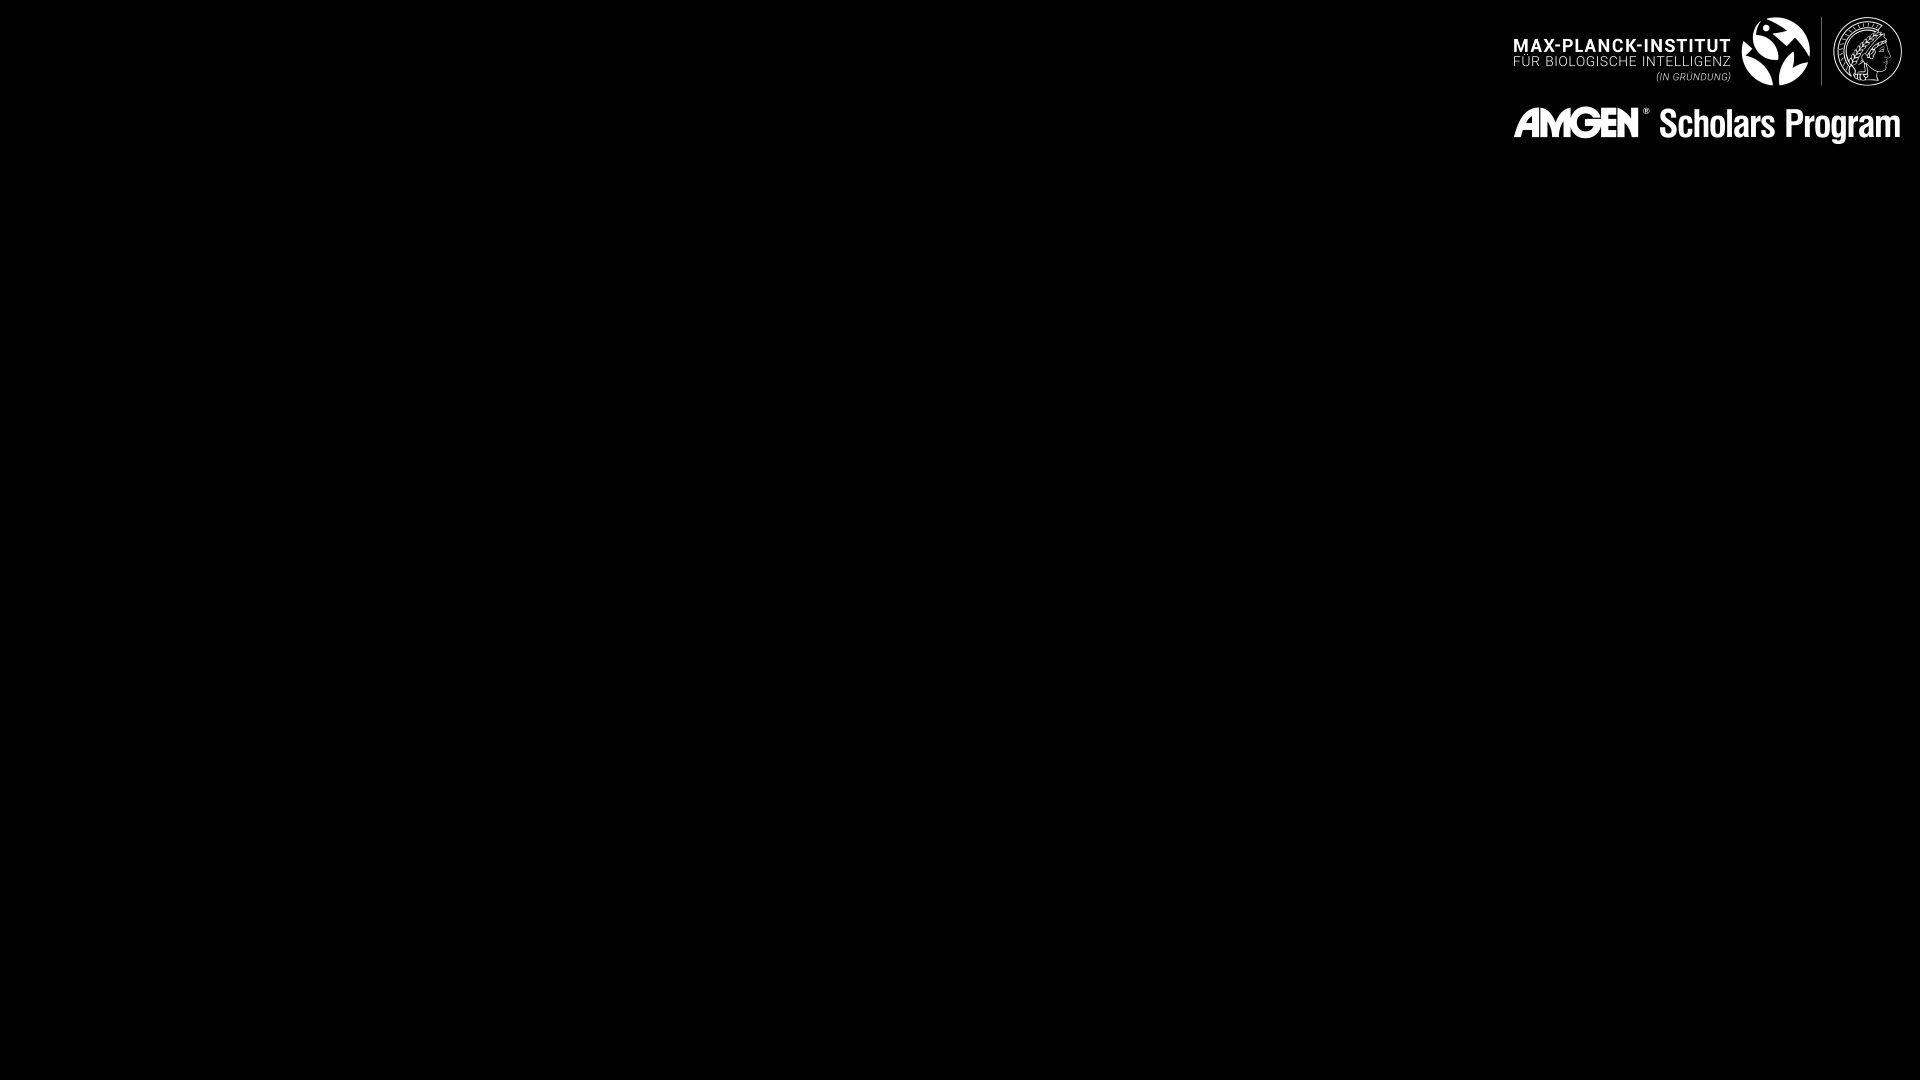 MAX-PLANCK-INSTITUT
FÜR BIOLOGISCHE INTELLIGENZ
(IN GRÜNDUNG)
AMGEN® Scholars Program